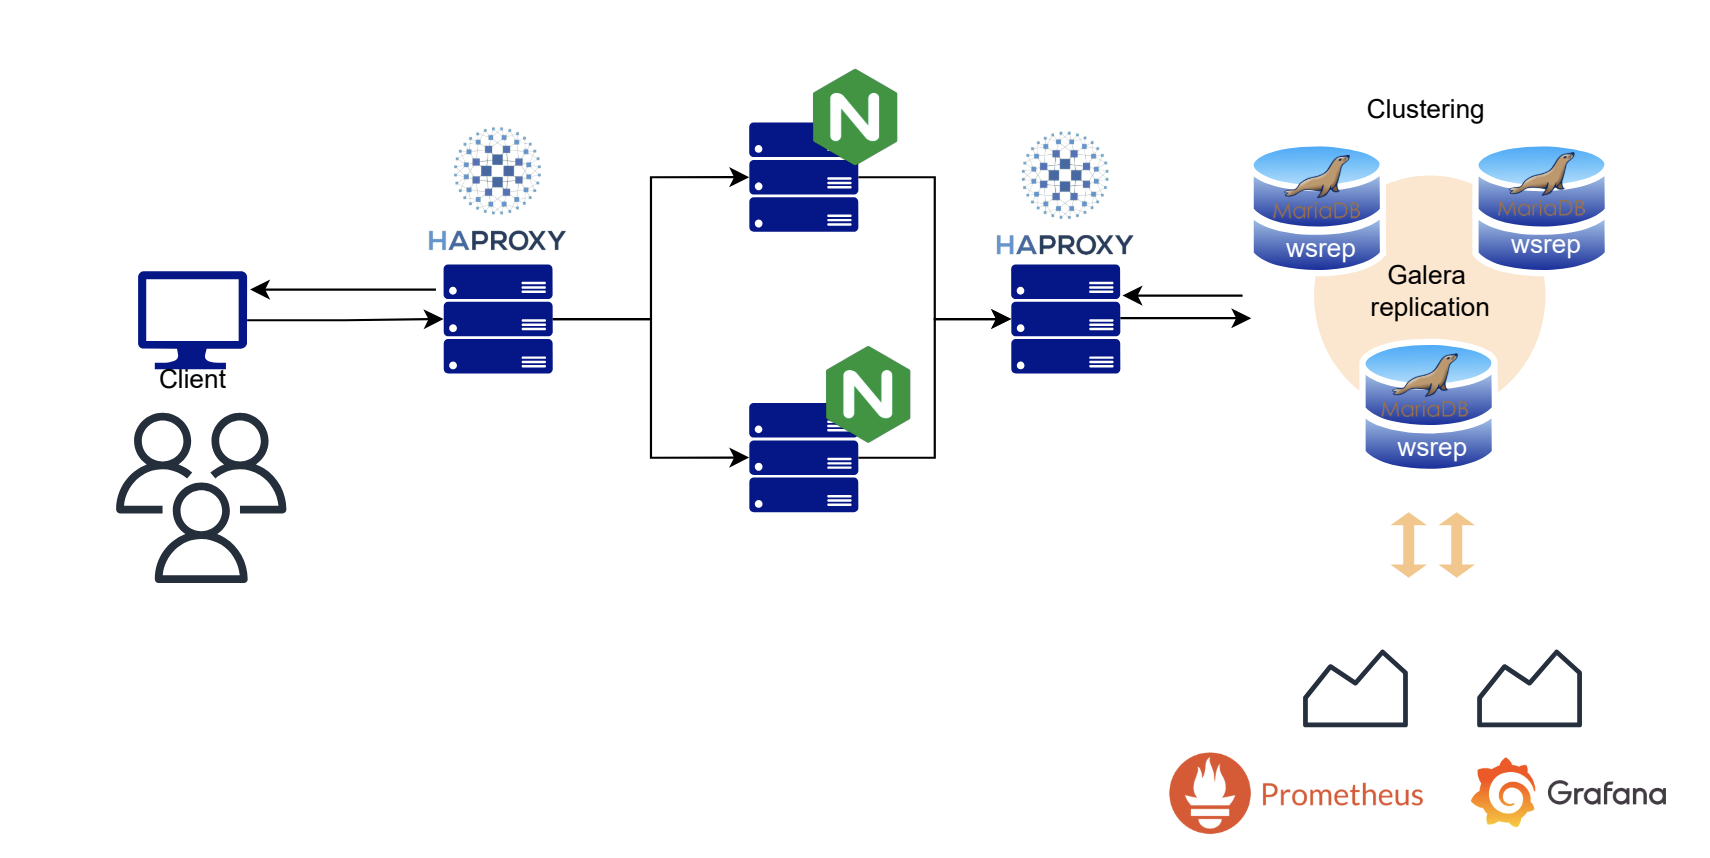 Clustering
HAPROXY
HAPROXY
MariaDB
wsrep
MariaDB
wsrep
Galera
replication
Client
MariaDB
wsrep
Prometheus
Grafana